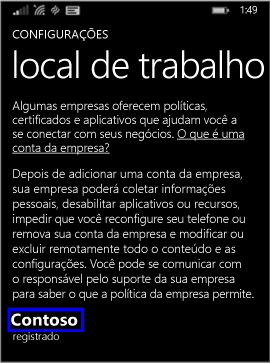 1:49
CONFIGURAÇÕES
local de trabalho
Algumas empresas oferecem políticas,
certificados e aplicativos que ajudam você a
se conectar com seus negócios. O que é uma
conta da empresa?
Depois de adicionar uma conta da empresa,
sua empresa poderá coletar informações
pessoais, desabilitar aplicativos ou recursos,
impedir que você reconfigure seu telefone ou
remova sua conta da empresa e modificar ou
excluir remotamente todo o conteúdo e as
configurações. Você pode se comunicar com
o responsável pelo suporte da sua empresa
para saber o que a política da empresa permite.
Contoso
registrado